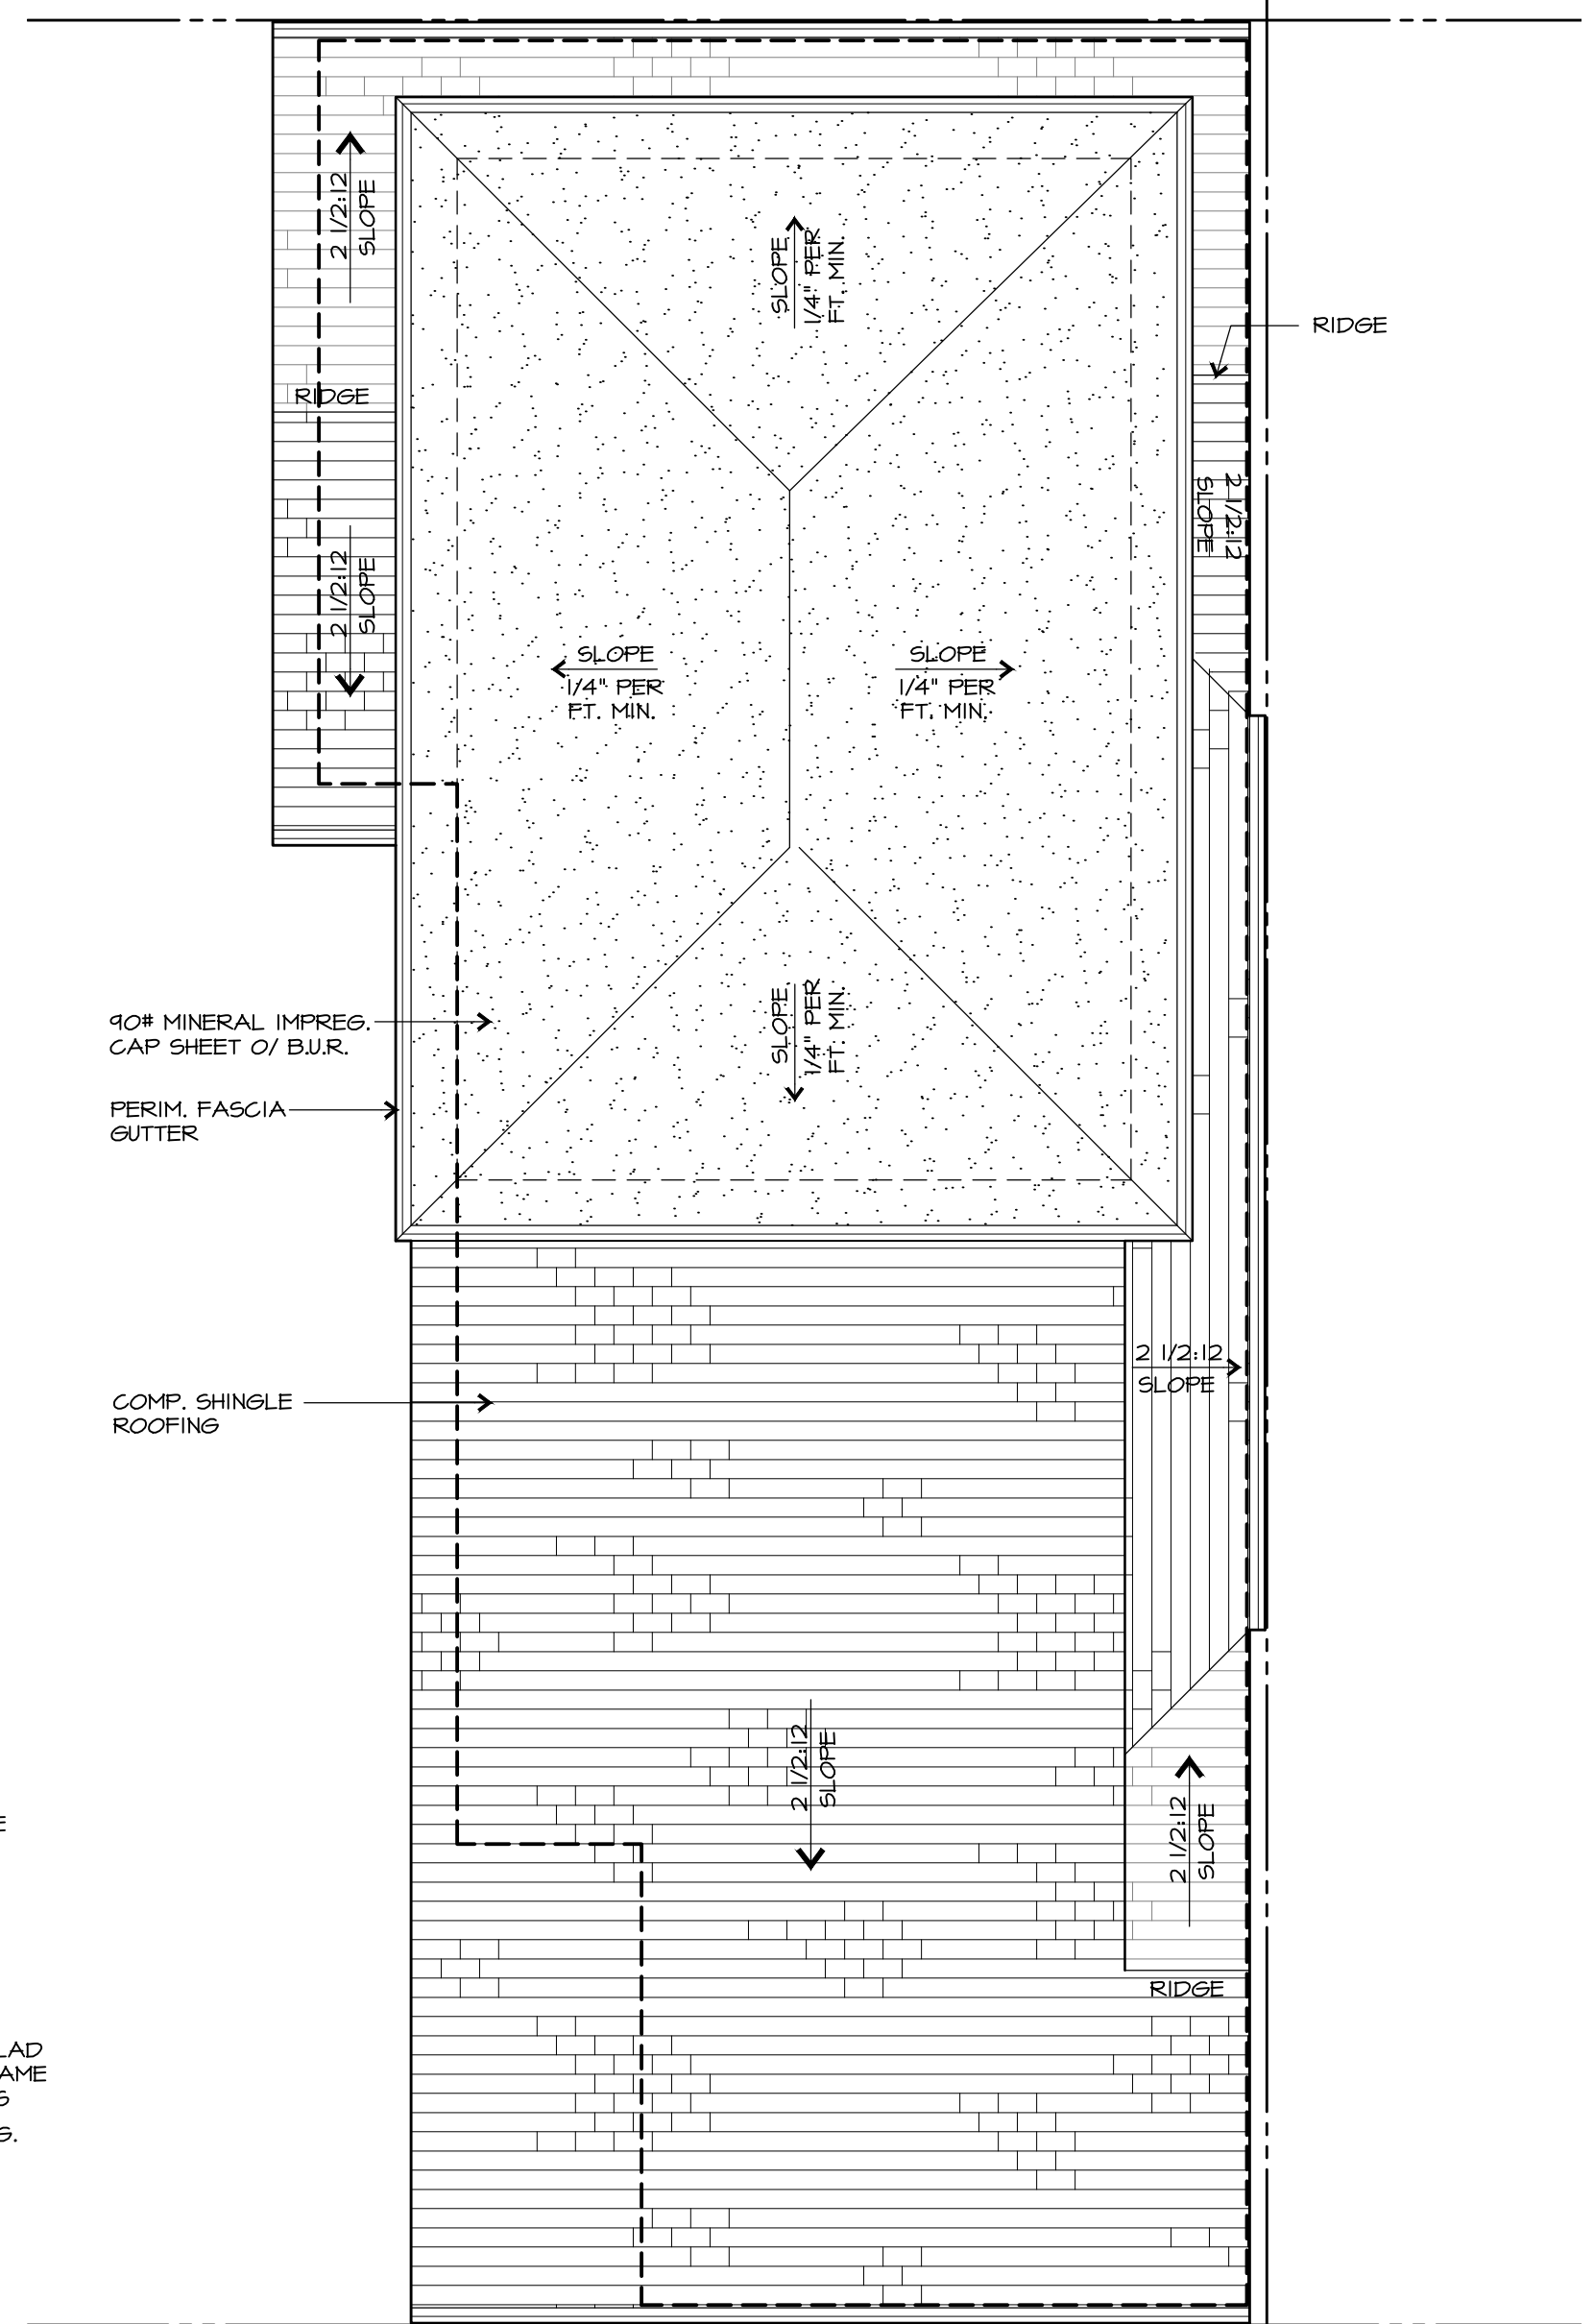 2 1/2:12
SLOPE
SLOPE
1/4" PER
FT. MIN.
RIDGE
RIDGE
2 1/2:12
SLOPE
2 1/2:12
SLOPE
SLOPE
1/4" PER
FT. MIN.
SLOPE
1/4" PER
FT. MIN.
SLOPE
1/4" PER
FT. MIN.
90# MINERAL IMPREG.
CAP SHEET O/ B.U.R.
PERIM. FASCIA
GUTTER
2 1/2:12
SLOPE
COMP. SHINGLE
ROOFING
2 1/2:12
SLOPE
2 1/2:12
SLOPE
RIDGE